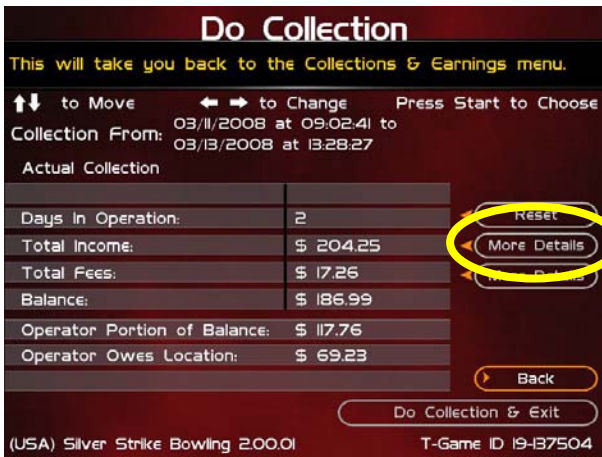 Do Collection
This will take you back to the Collections & Earnings menu.
to Move to Change Press Start to Choose
Collection From: 03/11/2008 at 09:02:41 to
03/13/2008 at 13:28:27
Actual Collection
Days In Operation: 2 Reset
Total Income: $ 204.25 More Details
Total Fees: $ 17.26 More Details
Balance: $ 186.99
Operator Portion of Balance: $ 117.76
Operator Owes Location: $ 69.23
Back
Do Collection & Exit
(USA) Silver Strike Bowling 2.00.01 T-Game ID 19-137504